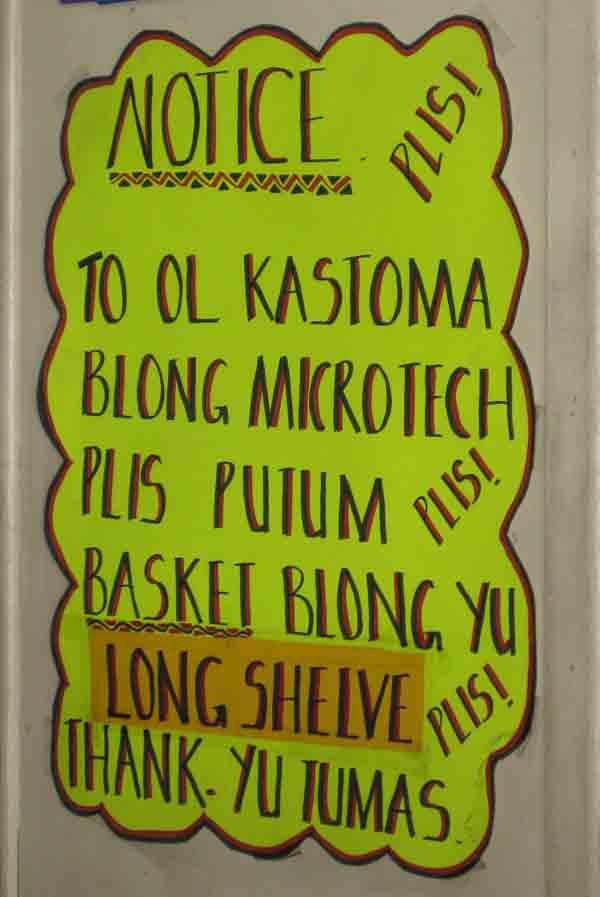 NOTICE.
PLIS!
TO OL KASTOMA
BLONG MICROTECH
PLIS PUTUM
PLIS!
BASKET BLONG YU
LONG SHELVE
PLIS!
THANK. YU TUMAS.